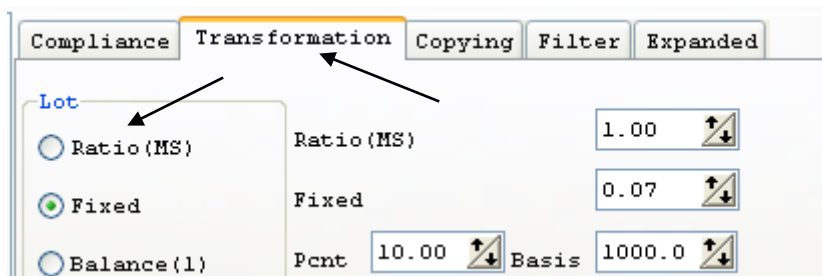 Compliance Transformation Copying Filter Expanded
Lot
Ratio(MS) Ratio(MS) 1.00
Fixed Fixed 0.07
Balance(1) Pcnt 10.00 Basis 1000.0